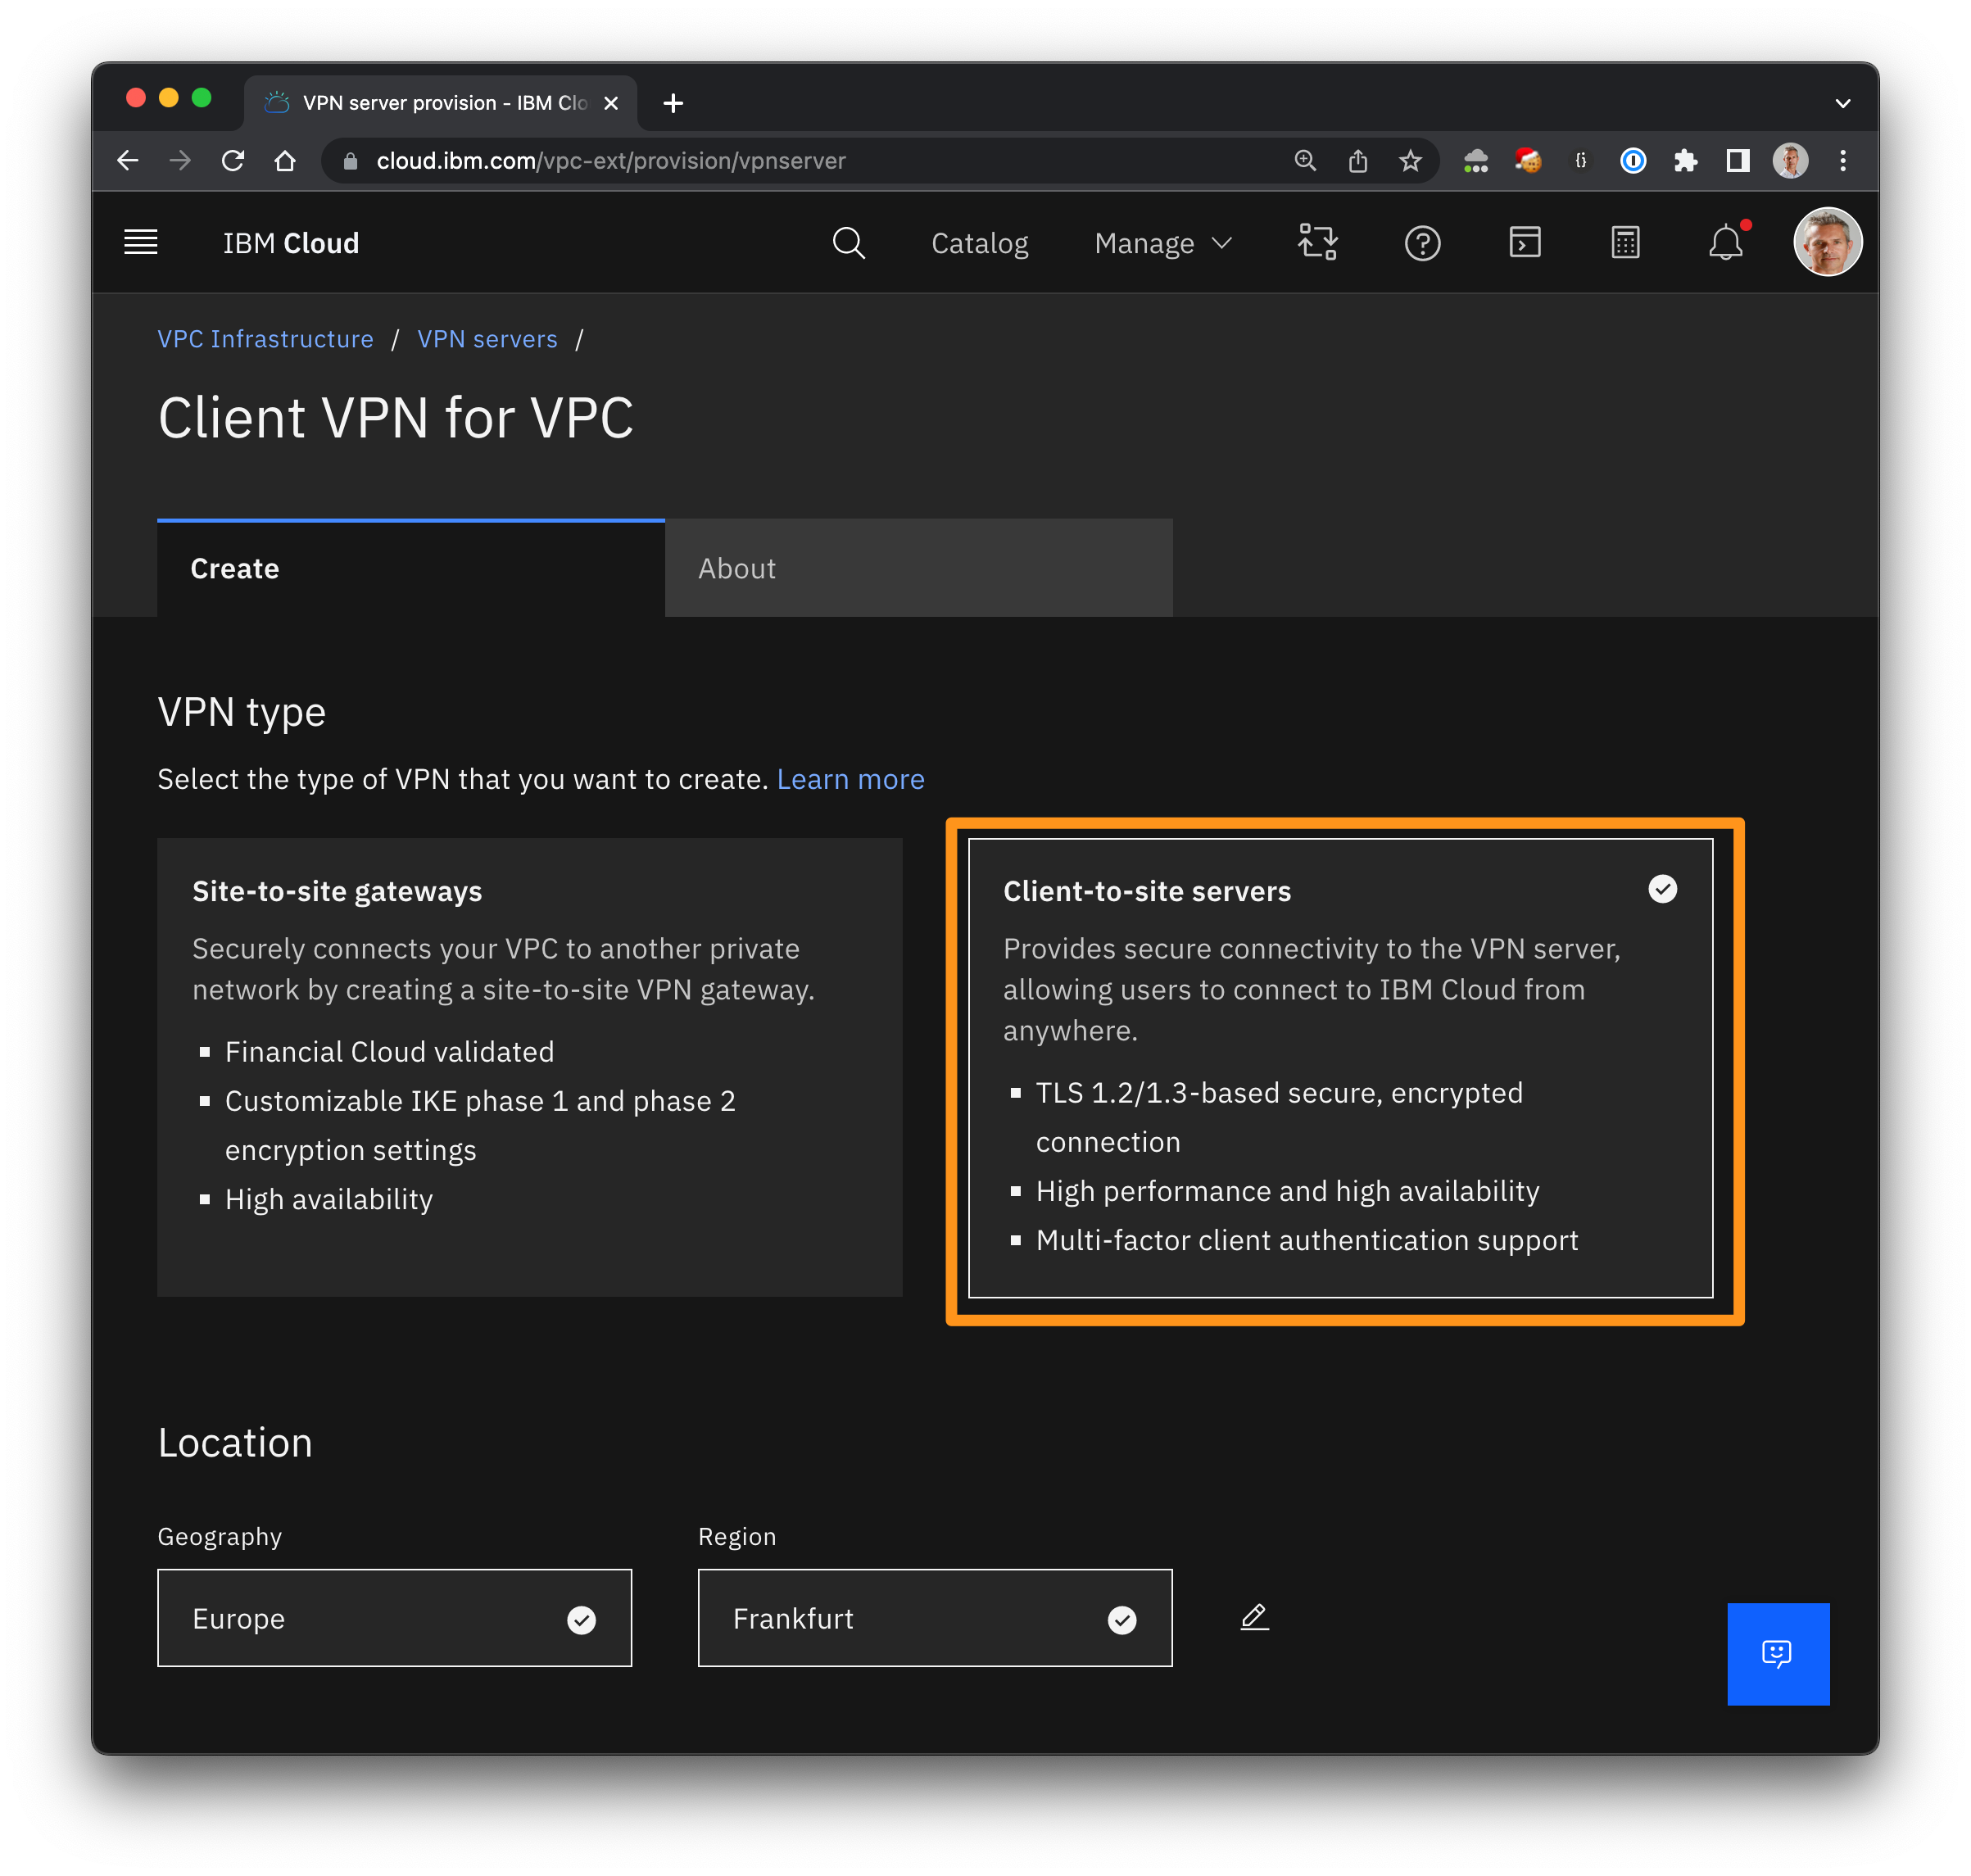 VPN server provision - IBM Clo
cloud.ibm.com/vpc-ext/provision/vpnserver
IBM Cloud
Catalog
Manage
VPC Infrastructure / VPN servers /
Client VPN for VPC
Create
About
VPN type
Select the type of VPN that you want to create. Learn more
Site-to-site gateways
Securely connects your VPC to another private
network by creating a site-to-site VPN gateway.
Financial Cloud validated
Customizable IKE phase 1 and phase 2
encryption settings
High availability
Client-to-site servers
Provides secure connectivity to the VPN server,
allowing users to connect to IBM Cloud from
anywhere.
TLS 1.2/1.3-based secure, encrypted
connection
High performance and high availability
Multi-factor client authentication support
Location
Geography
Region
Europe
Frankfurt